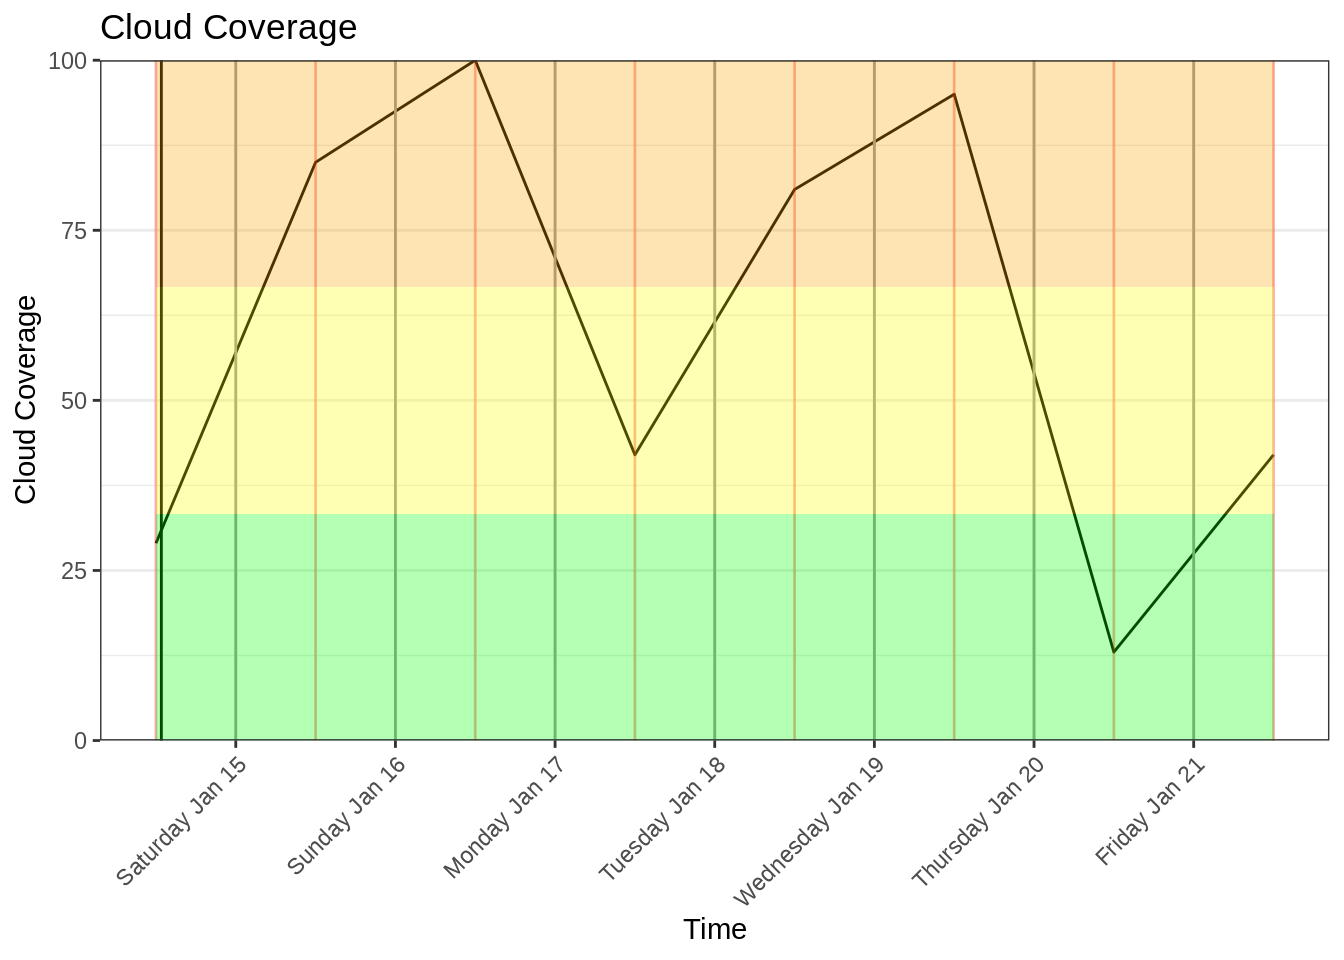 Cloud Coverage
100
75
50
25
0
Cloud Coverage
Saturday Jan 15
Sunday Jan 16
Monday Jan 17
Tuesday Jan 18
Wednesday Jan 19
Thursday Jan 20
Friday Jan 21
Time